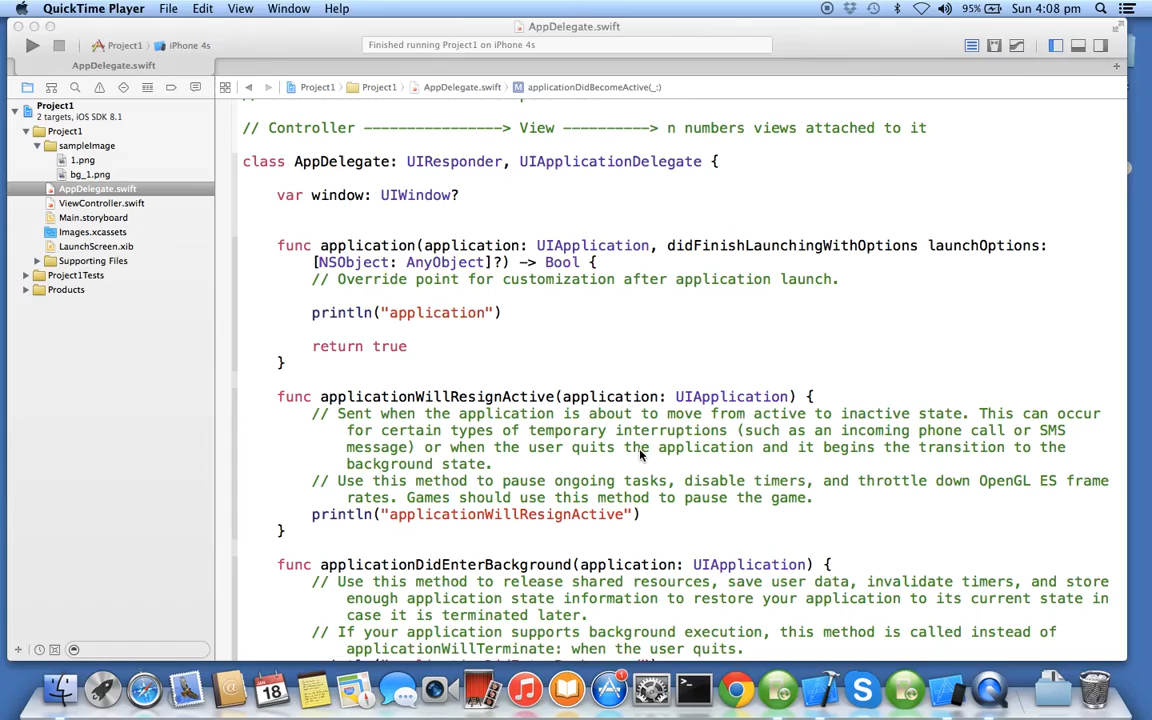 QuickTime Player File Edit View Window Help 95% Sun 4:08 pm
AppDelegate.swift
Project1 iPhone 4s Finished running Project1 on iPhone 4s
AppDelegate.swift
Project1 Project1 AppDelegate.swift M applicationDidBecomeActive(_:)
Project1
2 targets, iOS SDK 8.1
Project1
sampleImage
1.png
bg_1.png
AppDelegate.swift
ViewController.swift
Main.storyboard
Images.xcassets
LaunchScreen.xib
Supporting Files
Project1Tests
Products
// Controller ----------------> View ----------> n numbers views attached to it
class AppDelegate: UIResponder, UIApplicationDelegate {
var window: UIWindow?
func application(application: UIApplication, didFinishLaunchingWithOptions launchOptions:
[NSObject: AnyObject]?) -> Bool {
// Override point for customization after application launch.
println("application")
return true
}
func applicationWillResignActive(application: UIApplication) {
// Sent when the application is about to move from active to inactive state. This can occur
for certain types of temporary interruptions (such as an incoming phone call or SMS
message) or when the user quits the application and it begins the transition to the
background state.
// Use this method to pause ongoing tasks, disable timers, and throttle down OpenGL ES frame
rates. Games should use this method to pause the game.
println("applicationWillResignActive")
}
func applicationDidEnterBackground(application: UIApplication) {
// Use this method to release shared resources, save user data, invalidate timers, and store
enough application state information to restore your application to its current state in
case it is terminated later.
// If your application supports background execution, this method is called instead of
applicationWillTerminate: when the user quits.
JAN
18